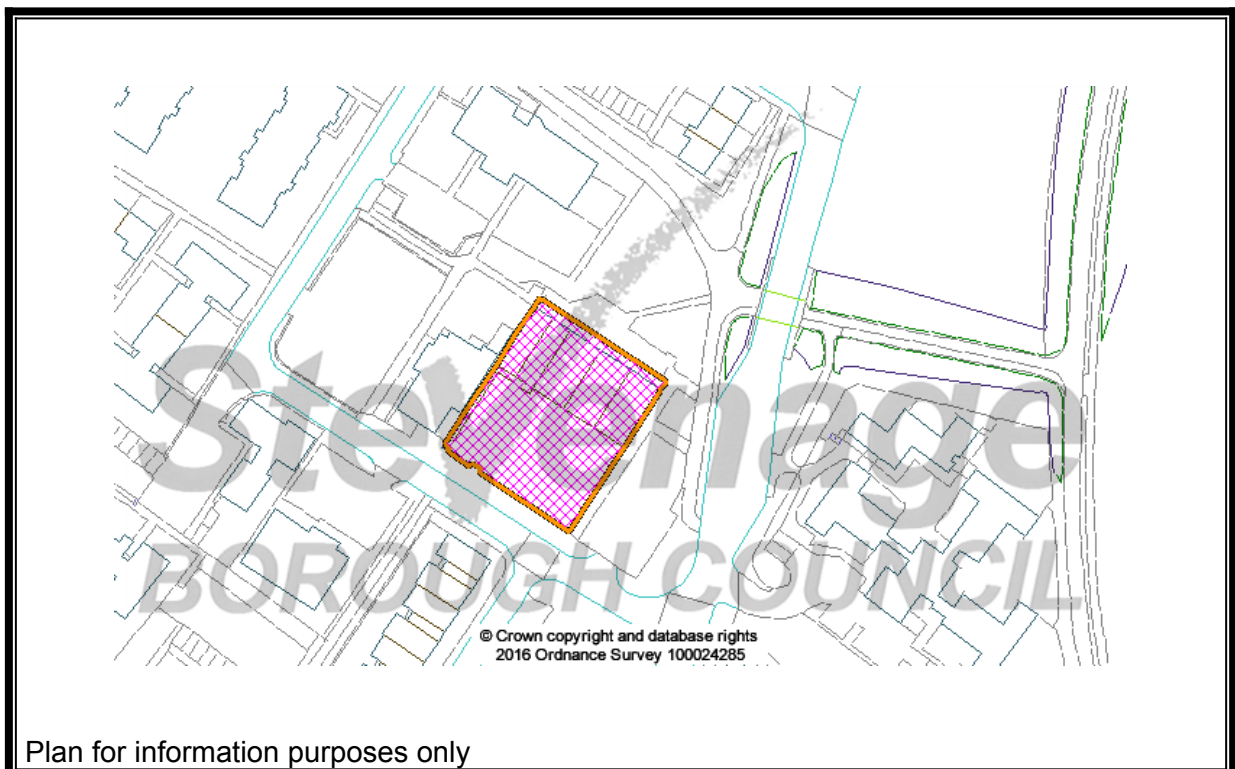 Stevenage
BOROUGH COUNCIL
© Crown copyright and database rights
2016 Ordnance Survey 100024285
Plan for information purposes only